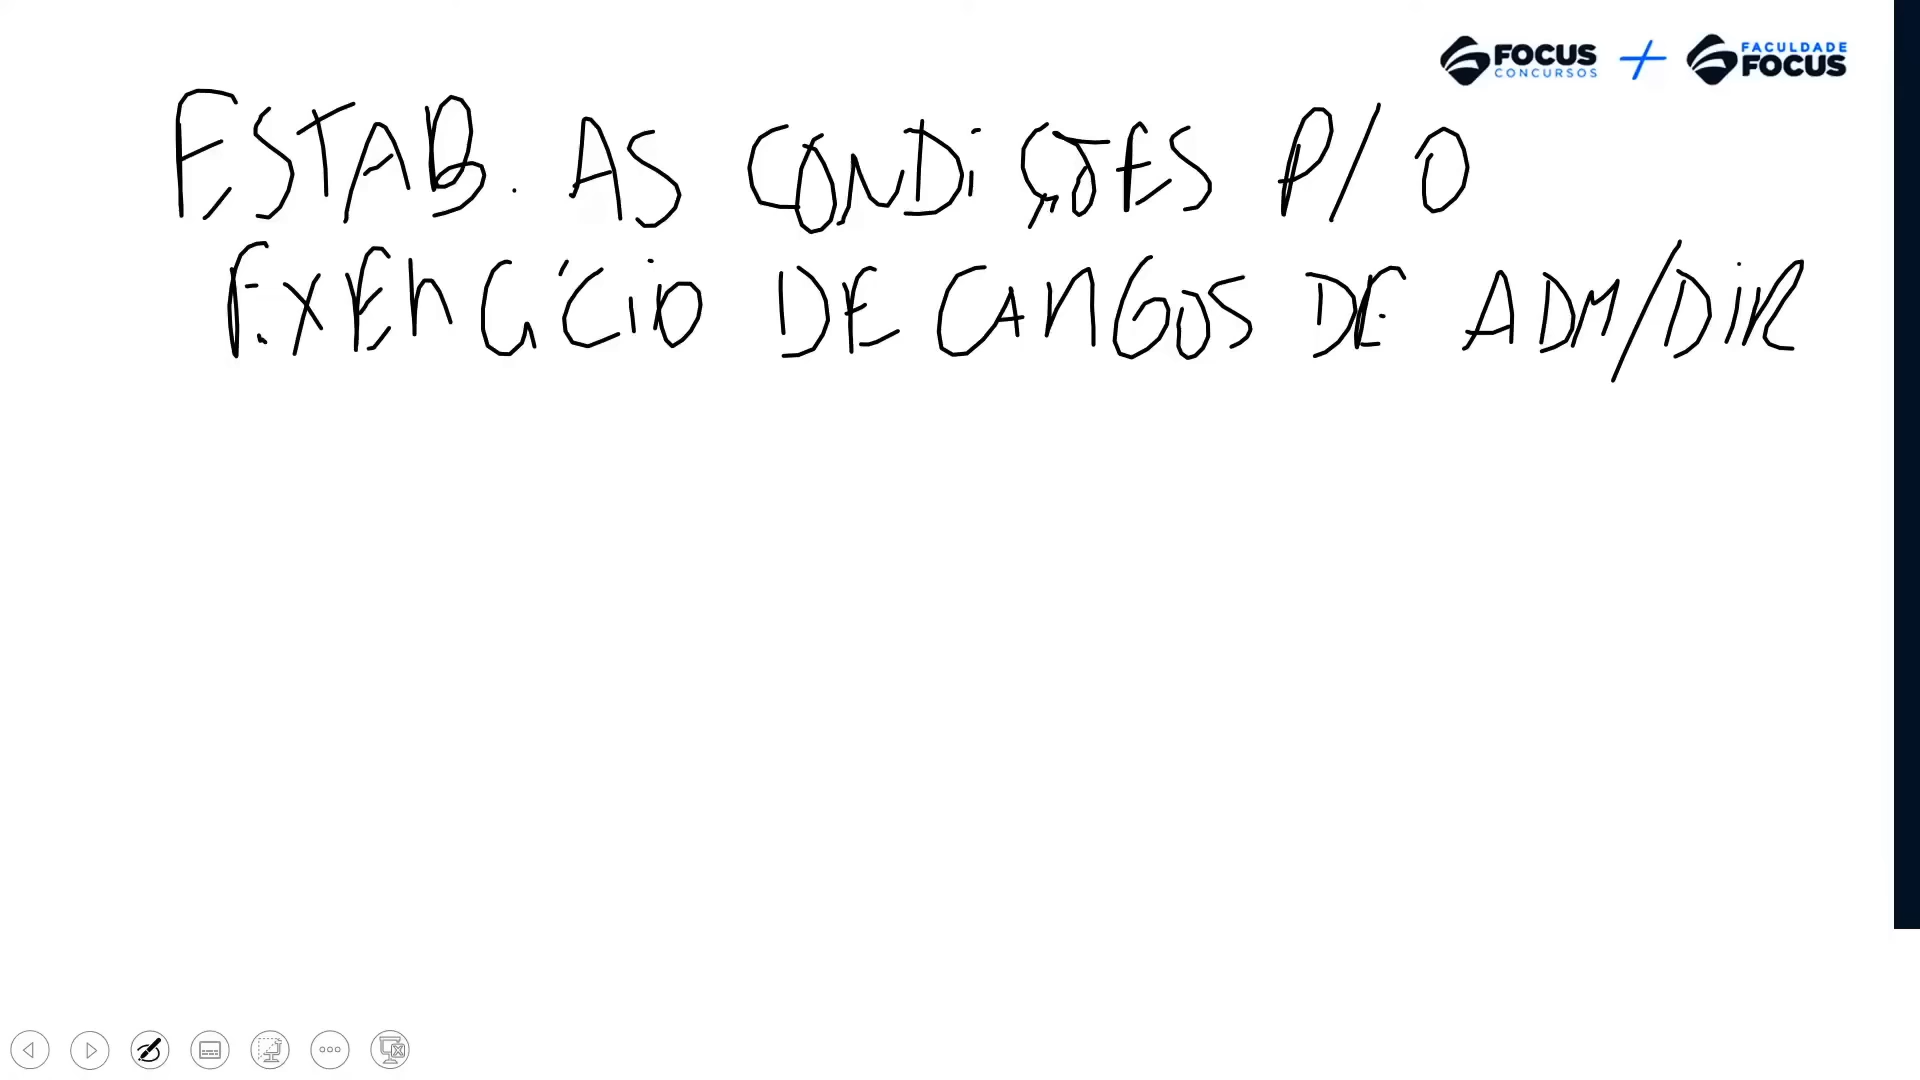 FOCUS CONCURSOS + FACULDADE FOCUS
ESTAB. AS CONDIÇÕES P/ O
EXERCÍCIO DE CARGOS DE ADM/DIR